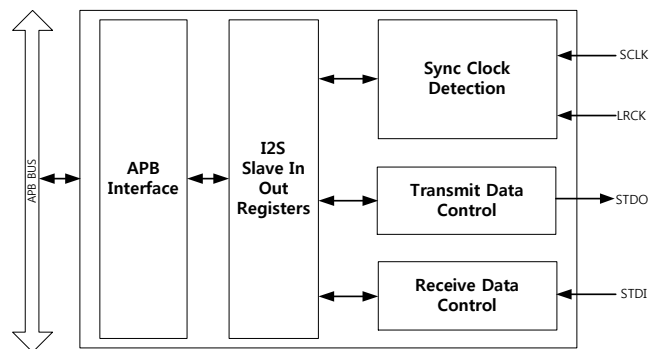 APB BUS
APB
Interface
I2S
Slave In
Out
Registers
Sync Clock
Detection
SCLK
LRCK
Transmit Data
Control
STDO
Receive Data
Control
STDI